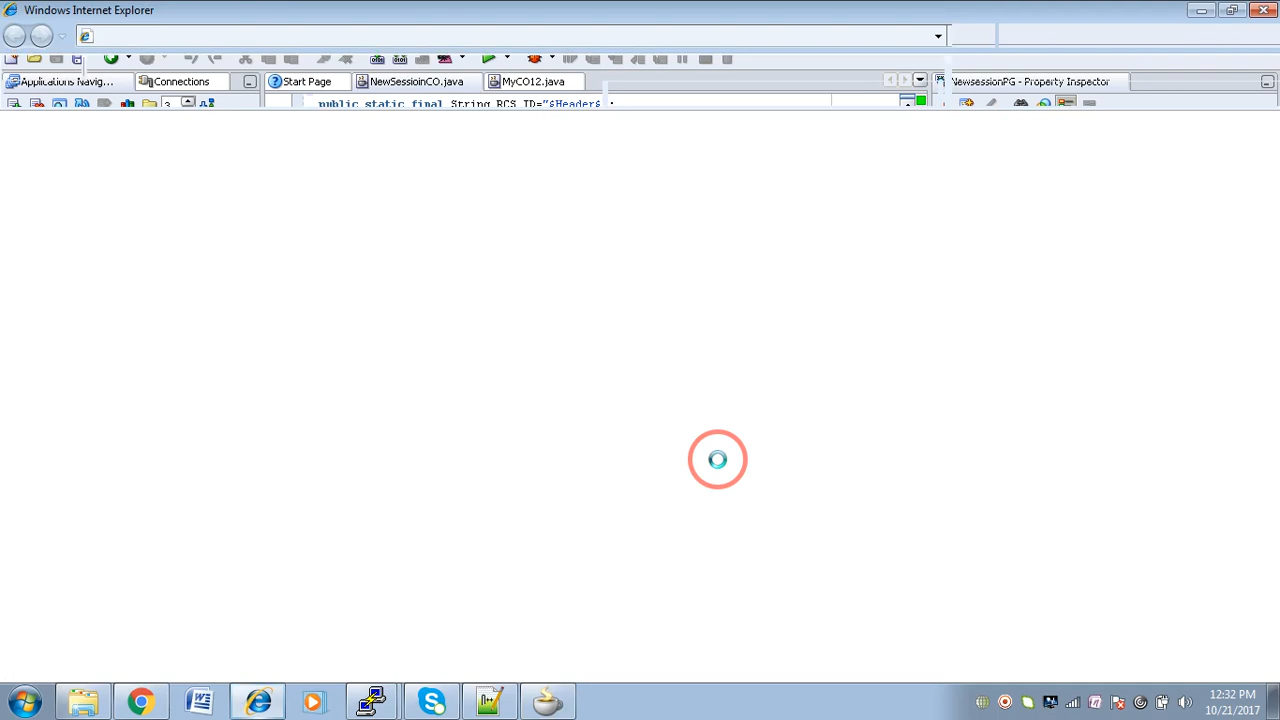 Windows Internet Explorer
Applications Navig... Connections Start Page NewSessioinCO.java MyCO12.java NewsessionPG - Property Inspector
public static final String RCS_ID="$Header$
12:32 PM
10/21/2017